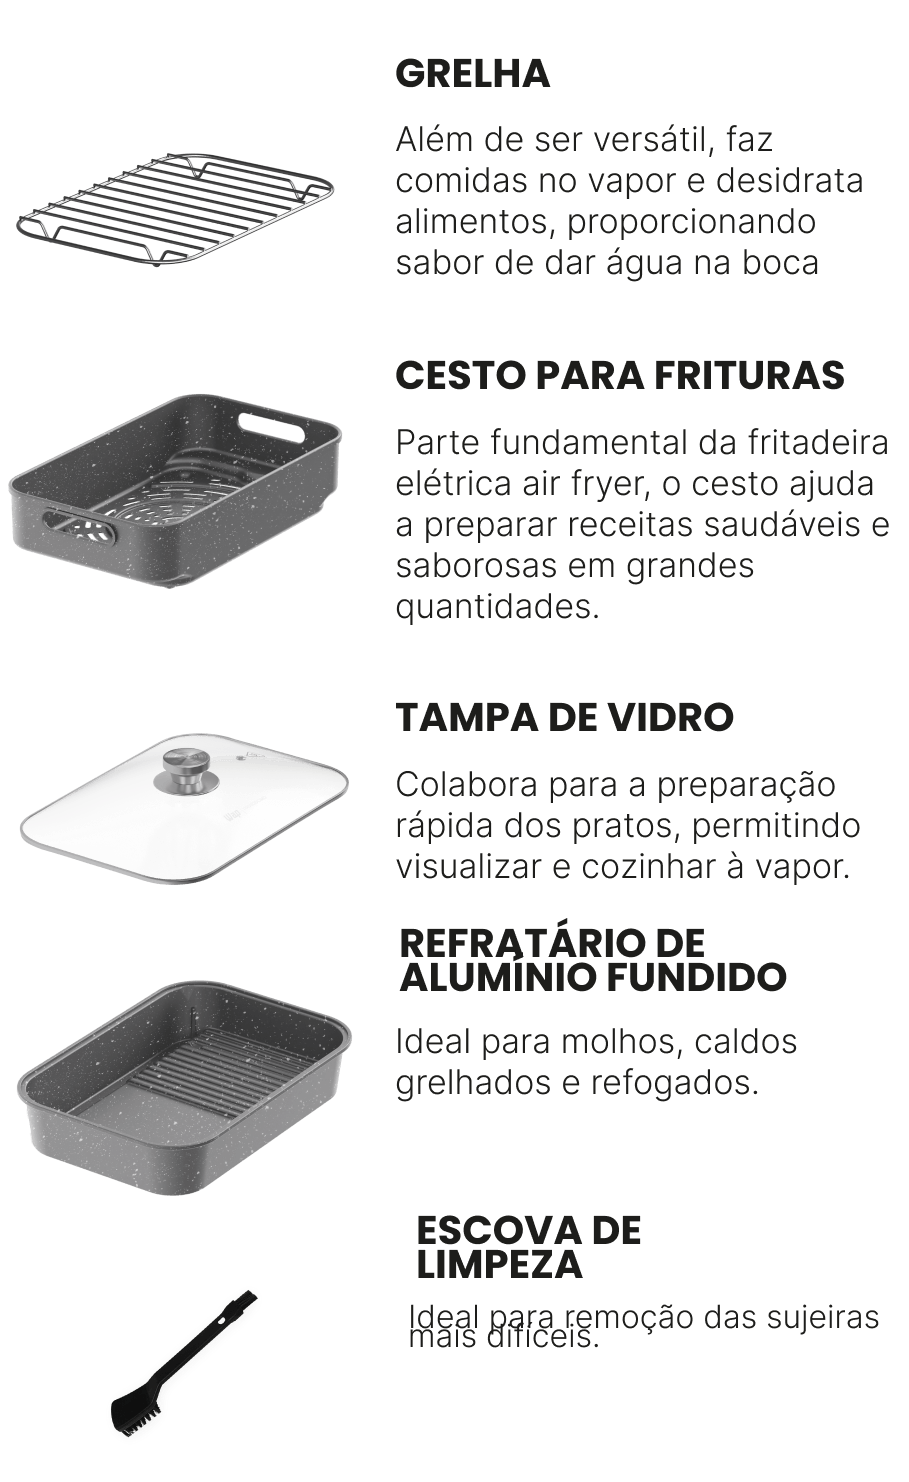 GRELHA
Além de ser versátil, faz
comidas no vapor e desidrata
alimentos, proporcionando
sabor de dar água na boca
CESTO PARA FRITURAS
Parte fundamental da fritadeira
elétrica air fryer, o cesto ajuda
a preparar receitas saudáveis e
saborosas em grandes
quantidades.
TAMPA DE VIDRO
Colabora para a preparação
rápida dos pratos, permitindo
visualizar e cozinhar à vapor.
REFRATÁRIO DE
ALUMÍNIO FUNDIDO
Ideal para molhos, caldos
grelhados e refogados.
ESCOVA DE
LIMPEZA
Ideal para remoção das sujeiras
mais difíceis.